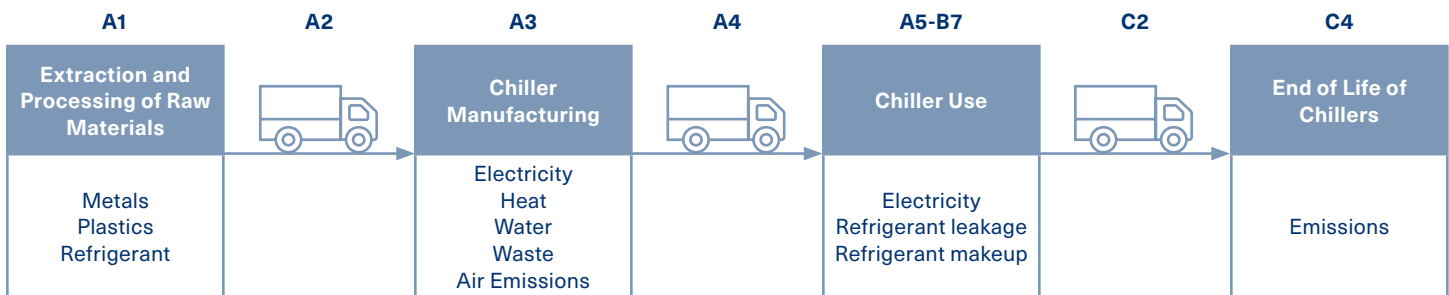 A1
A2
A3
A4
A5-B7
C2
C4
Extraction and
Processing of Raw
Materials
Chiller
Manufacturing
Chiller Use
End of Life of
Chillers
Metals
Plastics
Refrigerant
Electricity
Heat
Water
Waste
Air Emissions
Electricity
Refrigerant leakage
Refrigerant makeup
Emissions